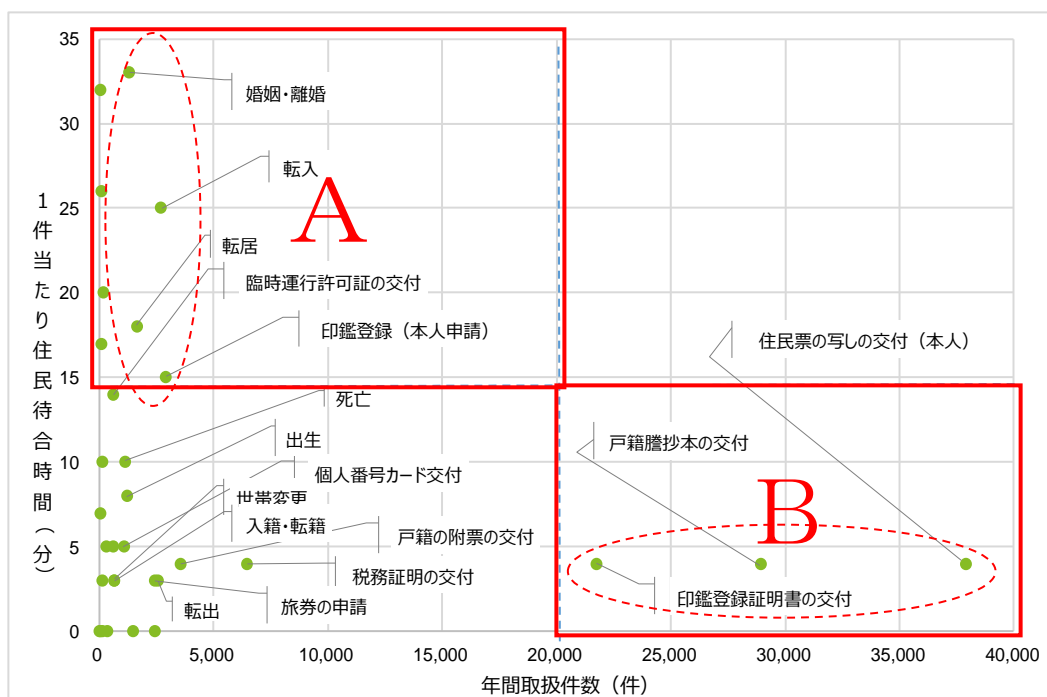 35
30
25
20
15
10
5
0
1件当たり住民待合時間(分)
婚姻・離婚
転入
A
転居
臨時運行許可証の交付
印鑑登録（本人申請）
住民票の写しの交付（本人）
死亡
出生
戸籍謄抄本の交付
個人番号カード交付
世帯変更
B
入籍・転籍
戸籍の附票の交付
税務証明の交付
印鑑登録証明書の交付
旅券の申請
転出
0
5,000
10,000
15,000
20,000
25,000
30,000
35,000
40,000
年間取扱件数（件）